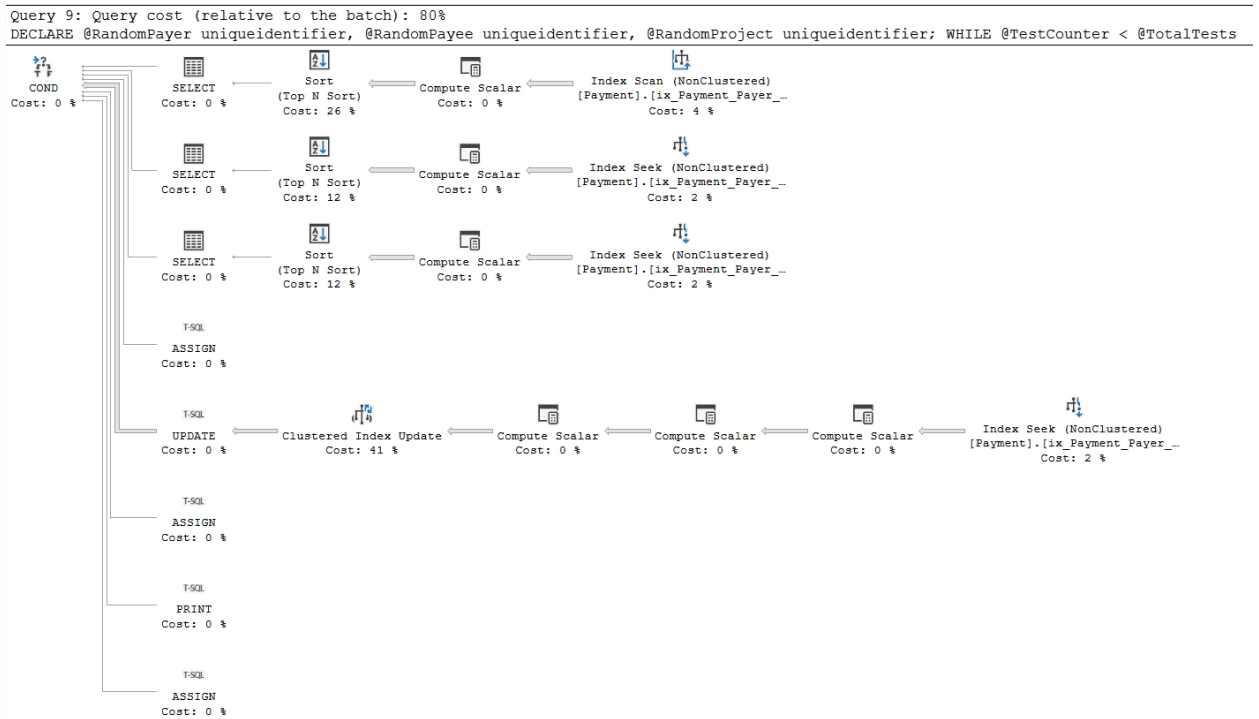 Query 9: Query cost (relative to the batch): 80%
DECLARE @RandomPayer uniqueidentifier, @RandomPayee uniqueidentifier, @RandomProject uniqueidentifier; WHILE @TestCounter < @TotalTests
COND
Cost: 0 %
SELECT
Cost: 0 %
Sort
(Top N Sort)
Cost: 26 %
Compute Scalar
Cost: 0 %
Index Scan (NonClustered)
[Payment].[ix_Payment_Payer_…
Cost: 4 %
SELECT
Cost: 0 %
Sort
(Top N Sort)
Cost: 12 %
Compute Scalar
Cost: 0 %
Index Seek (NonClustered)
[Payment].[ix_Payment_Payer_…
Cost: 2 %
SELECT
Cost: 0 %
Sort
(Top N Sort)
Cost: 12 %
Compute Scalar
Cost: 0 %
Index Seek (NonClustered)
[Payment].[ix_Payment_Payer_…
Cost: 2 %
T-SQL
ASSIGN
Cost: 0 %
T-SQL
UPDATE
Cost: 0 %
Clustered Index Update
Cost: 41 %
Compute Scalar
Cost: 0 %
Compute Scalar
Cost: 0 %
Compute Scalar
Cost: 0 %
Index Seek (NonClustered)
[Payment].[ix_Payment_Payer_…
Cost: 2 %
T-SQL
ASSIGN
Cost: 0 %
T-SQL
PRINT
Cost: 0 %
T-SQL
ASSIGN
Cost: 0 %